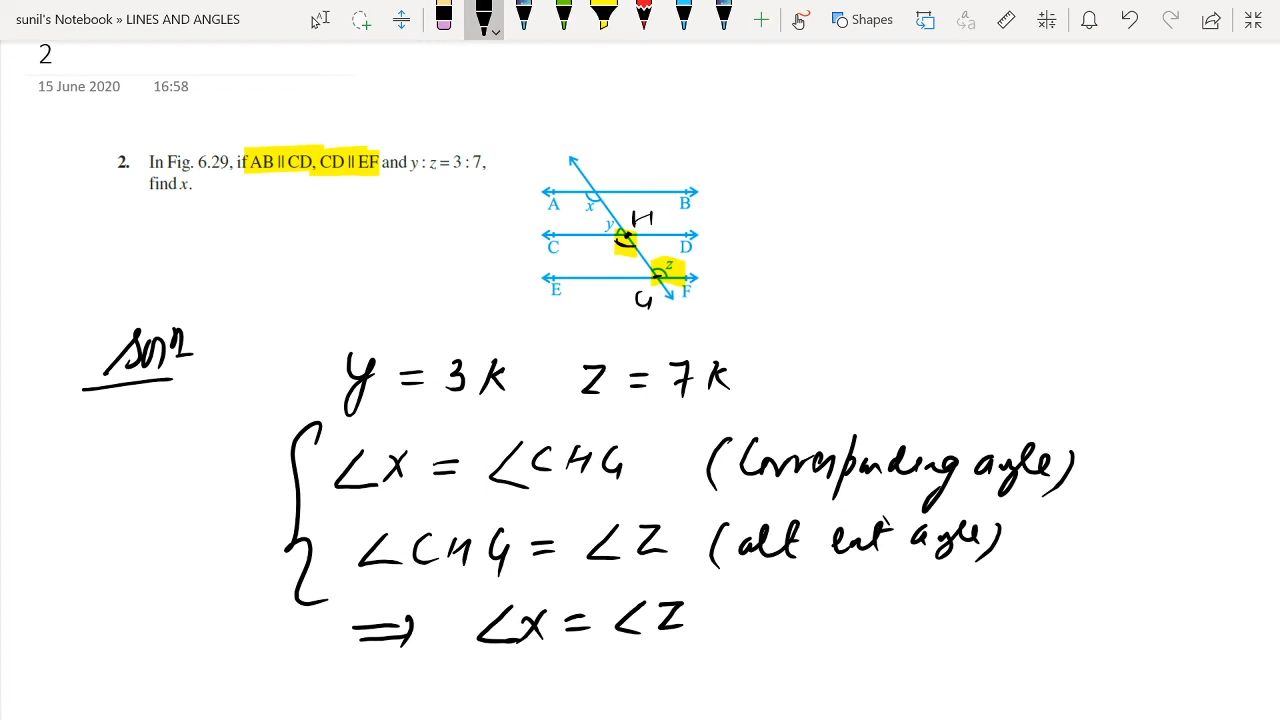 sunil's Notebook » LINES AND ANGLES
Shapes
2
15 June 2020 16:58
2. In Fig. 6.29, if AB || CD, CD || EF and y : z = 3 : 7,
find x.
A x B
y H
C D
z
E G F
Soln
y = 3k z = 7k
∠x = ∠CHG (Corresponding angle)
∠CHG = ∠Z (alt int angle)
⇒ ∠x = ∠Z